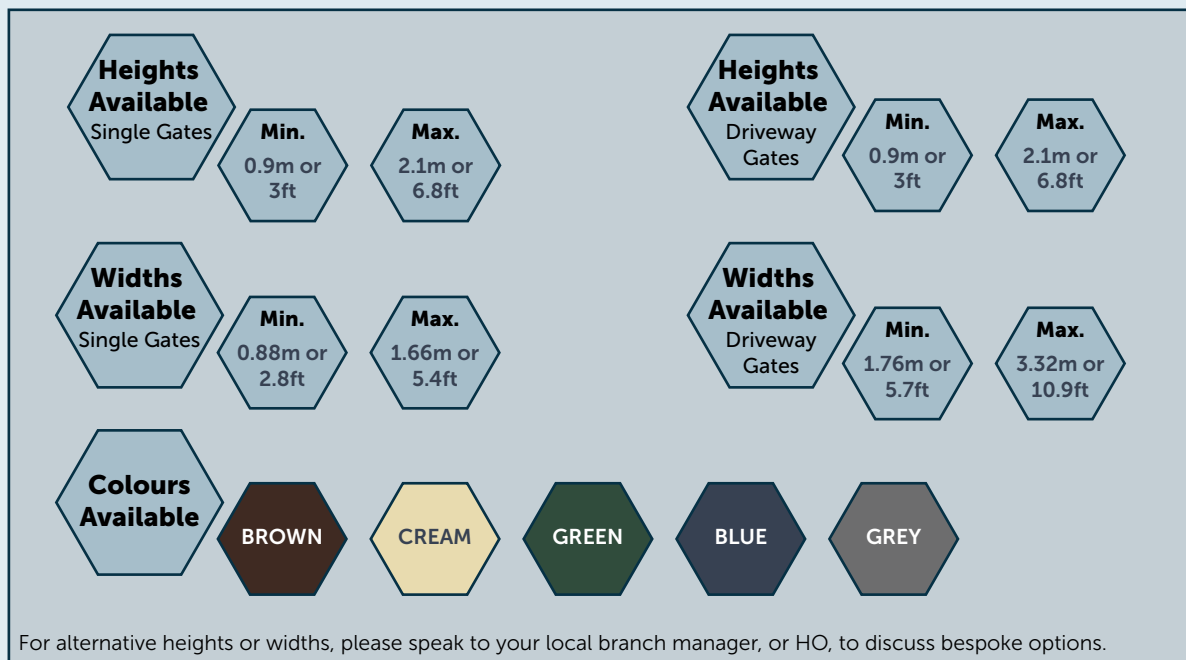 Heights
Available
Single Gates
Min.
0.9m or
3ft
Max.
2.1m or
6.8ft
Heights
Available
Driveway
Gates
Min.
0.9m or
3ft
Max.
2.1m or
6.8ft
Widths
Available
Single Gates
Min.
0.88m or
2.8ft
Max.
1.66m or
5.4ft
Widths
Available
Driveway
Gates
Min.
1.76m or
5.7ft
Max.
3.32m or
10.9ft
Colours
Available
BROWN
CREAM
GREEN
BLUE
GREY
For alternative heights or widths, please speak to your local branch manager, or HO, to discuss bespoke options.